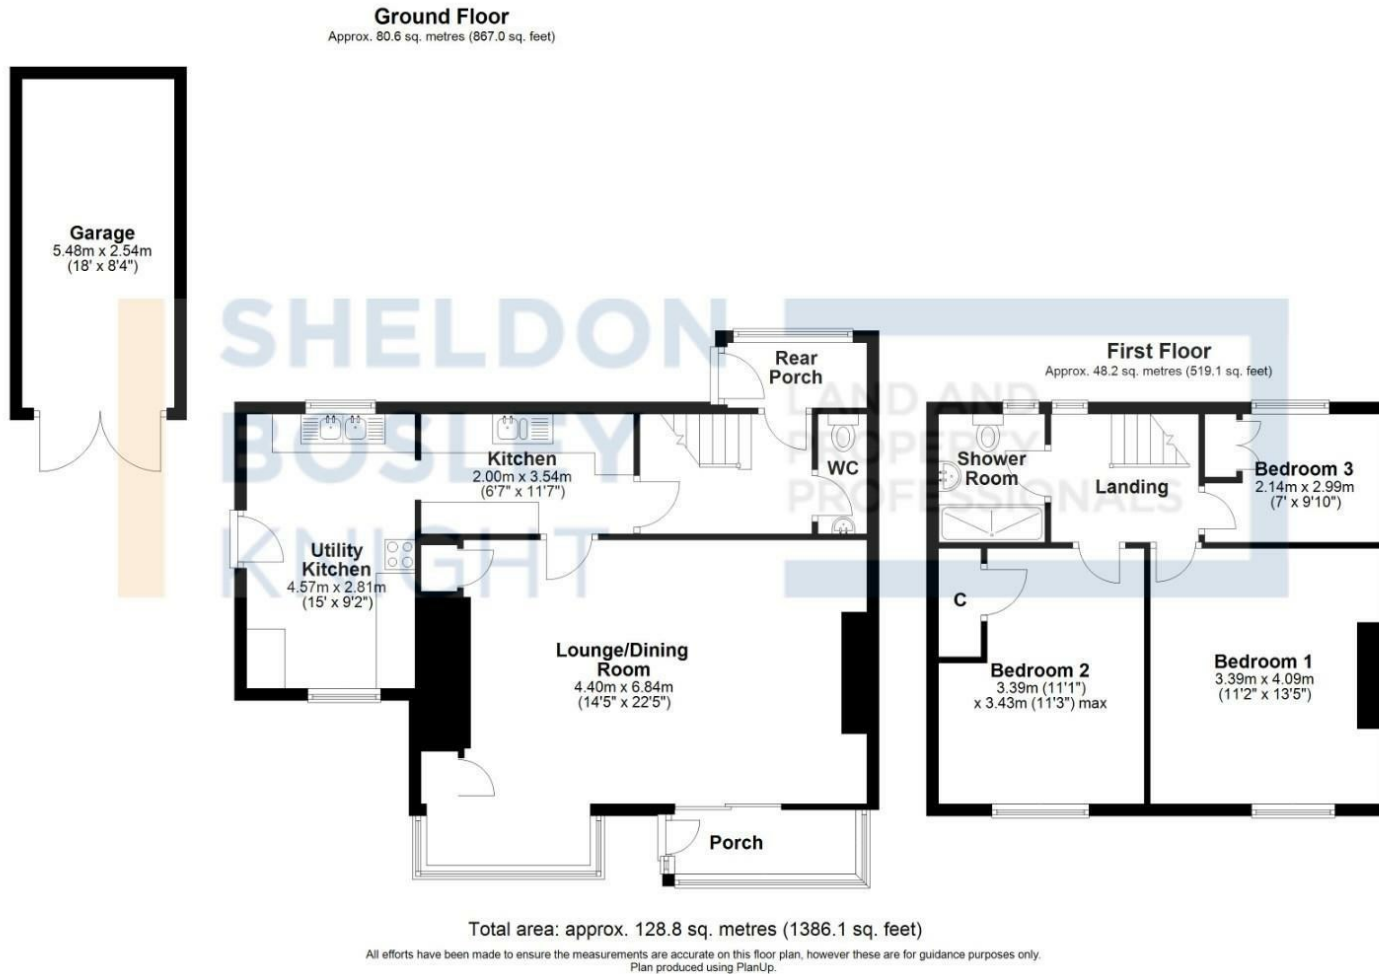 Ground Floor
Approx. 80.6 sq. metres (867.0 sq. feet)
Garage
5.48m x 2.54m
(18' x 8'4")
SHELDON
BOSLEY
KNIGHT
LAND AND
PROPERTY
PROFESSIONALS
Rear
Porch
Kitchen
2.00m x 3.54m
(6'7" x 11'7")
WC
Utility
Kitchen
4.57m x 2.81m
(15' x 9'2")
Lounge/Dining
Room
4.40m x 6.84m
(14'5" x 22'5")
Porch
First Floor
Approx. 48.2 sq. metres (519.1 sq. feet)
Shower
Room
Landing
Bedroom 3
2.14m x 2.99m
(7' x 9'10")
C
Bedroom 2
3.39m (11'1")
x 3.43m (11'3") max
Bedroom 1
3.39m x 4.09m
(11'2" x 13'5")
Total area: approx. 128.8 sq. metres (1386.1 sq. feet)
All efforts have been made to ensure the measurements are accurate on this floor plan, however these are for guidance purposes only.
Plan produced using PlanUp.